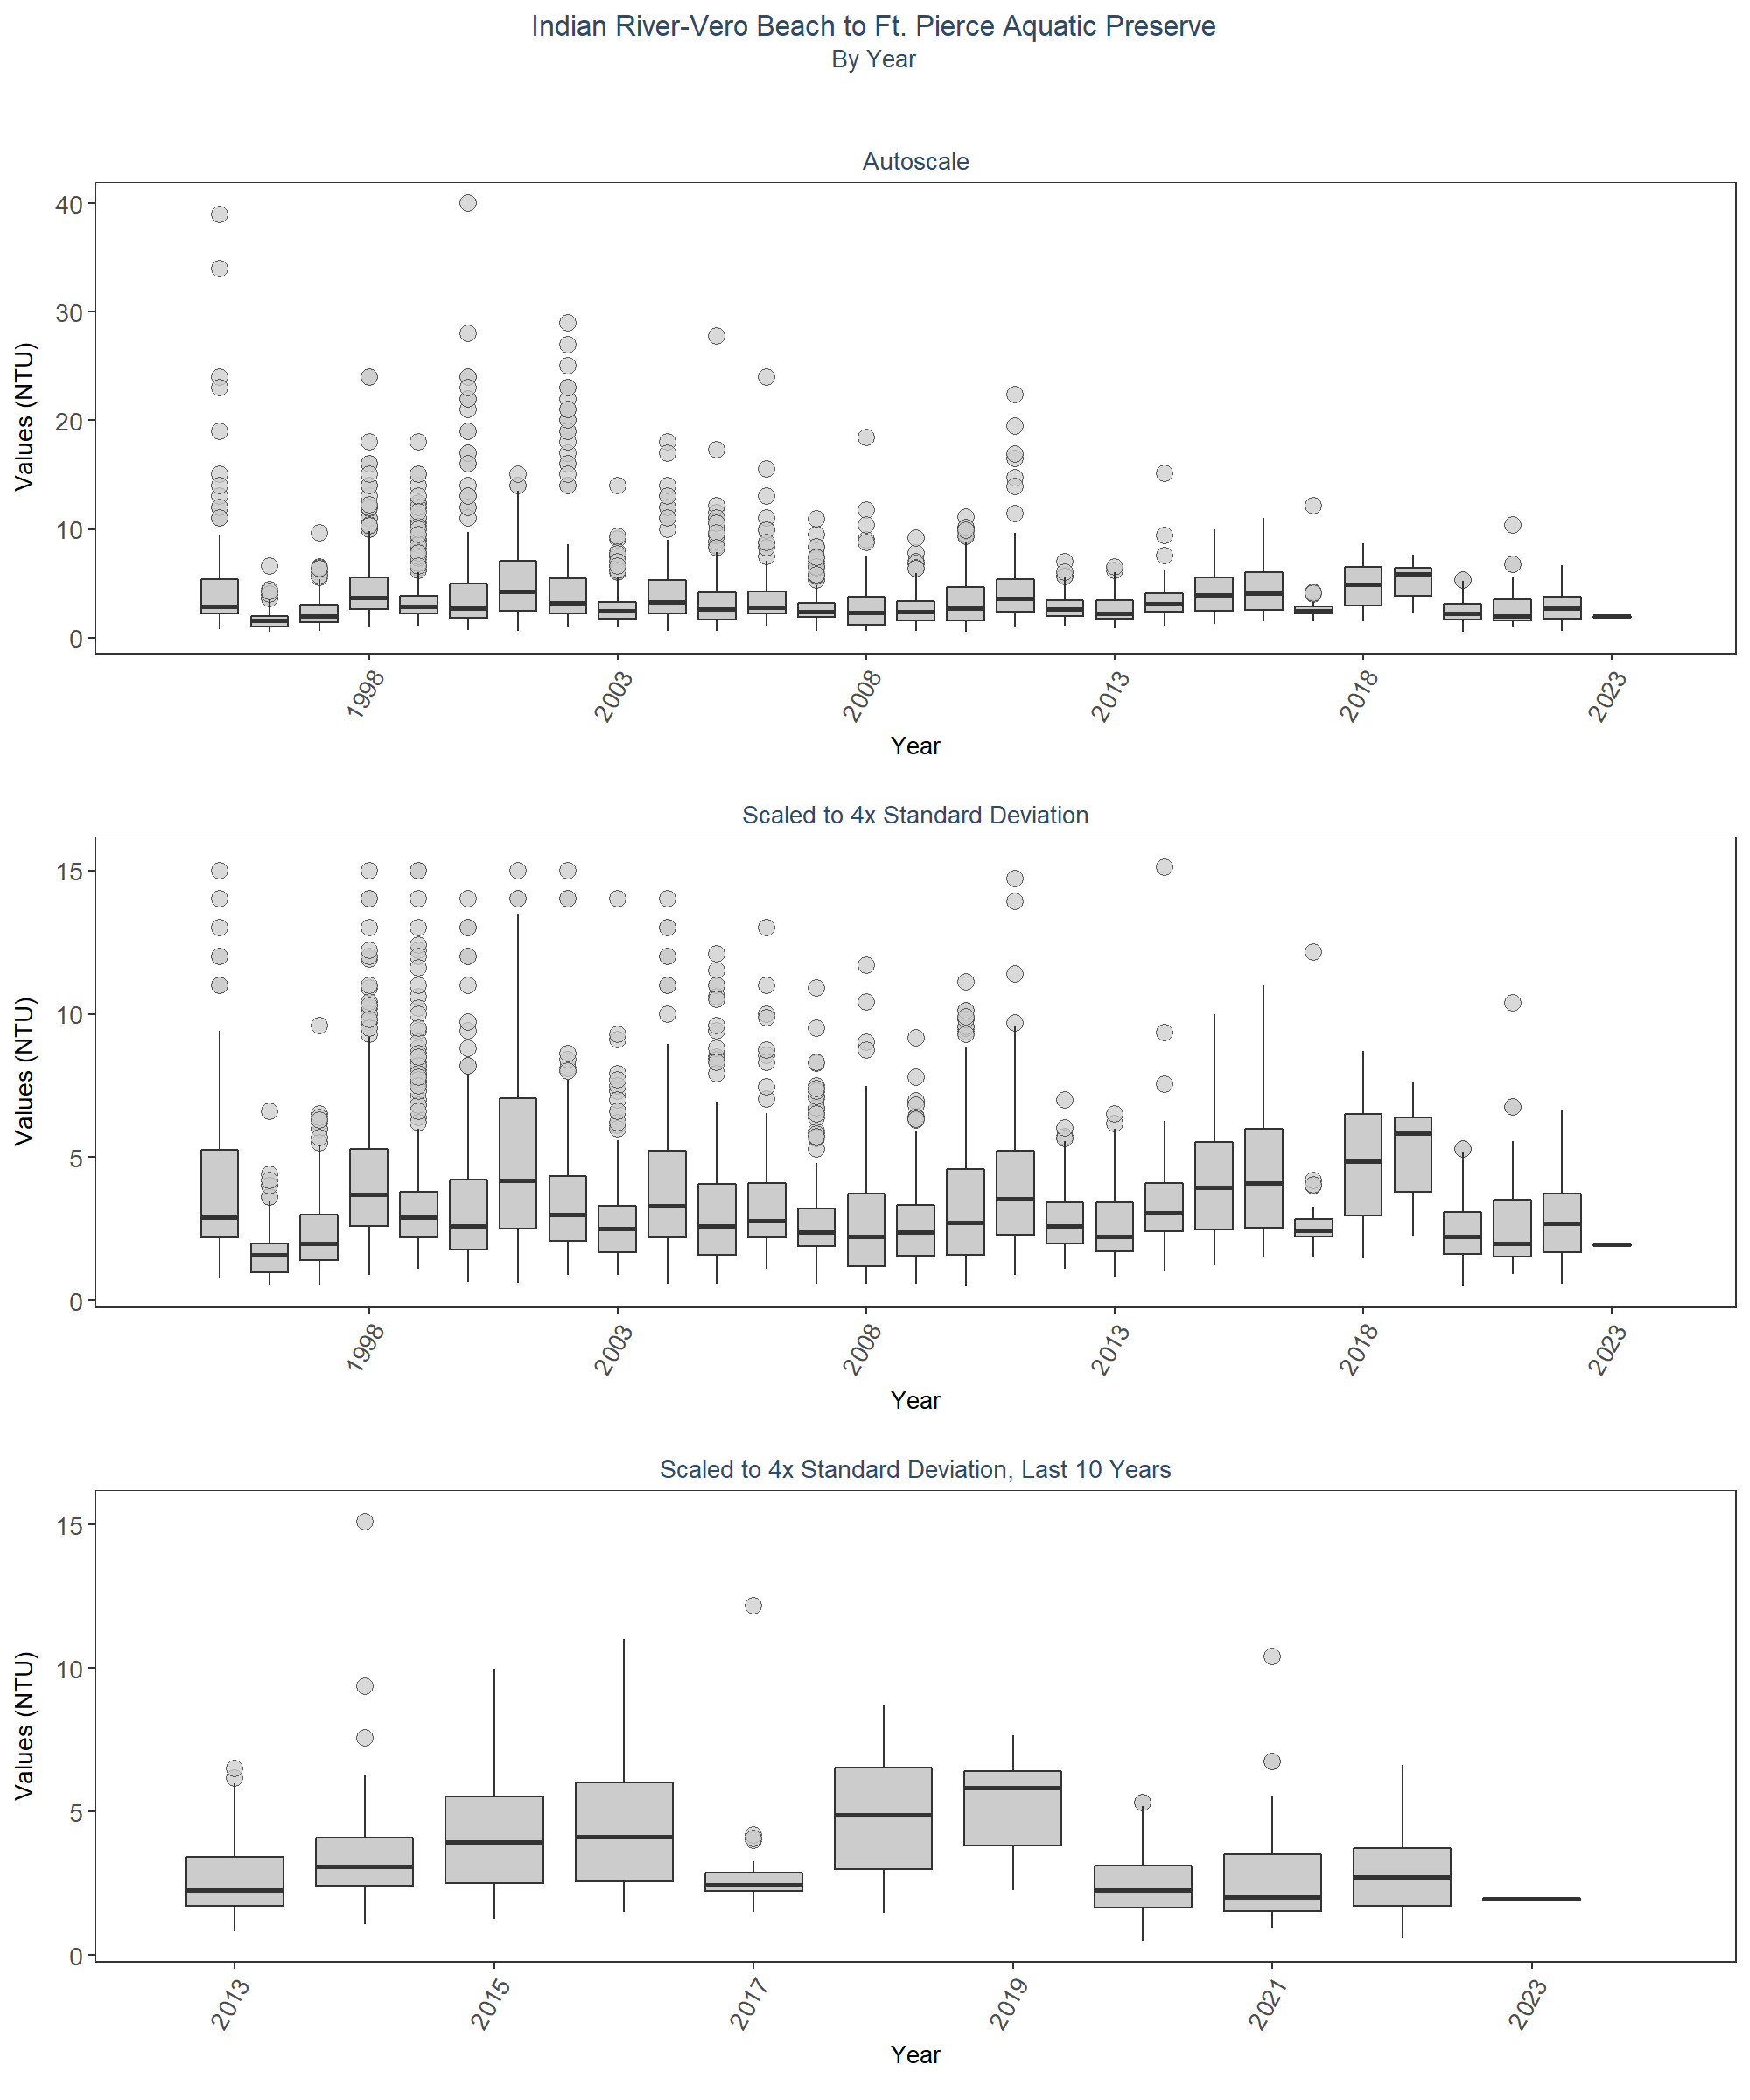 Indian River-Vero Beach to Ft. Pierce Aquatic Preserve
By Year
Autoscale
Values (NTU)
40
30
20
10
0
1998
2003
2008
2013
2018
2023
Year
Scaled to 4x Standard Deviation
Values (NTU)
15
10
5
0
1998
2003
2008
2013
2018
2023
Year
Scaled to 4x Standard Deviation, Last 10 Years
Values (NTU)
15
10
5
0
2013
2015
2017
2019
2021
2023
Year